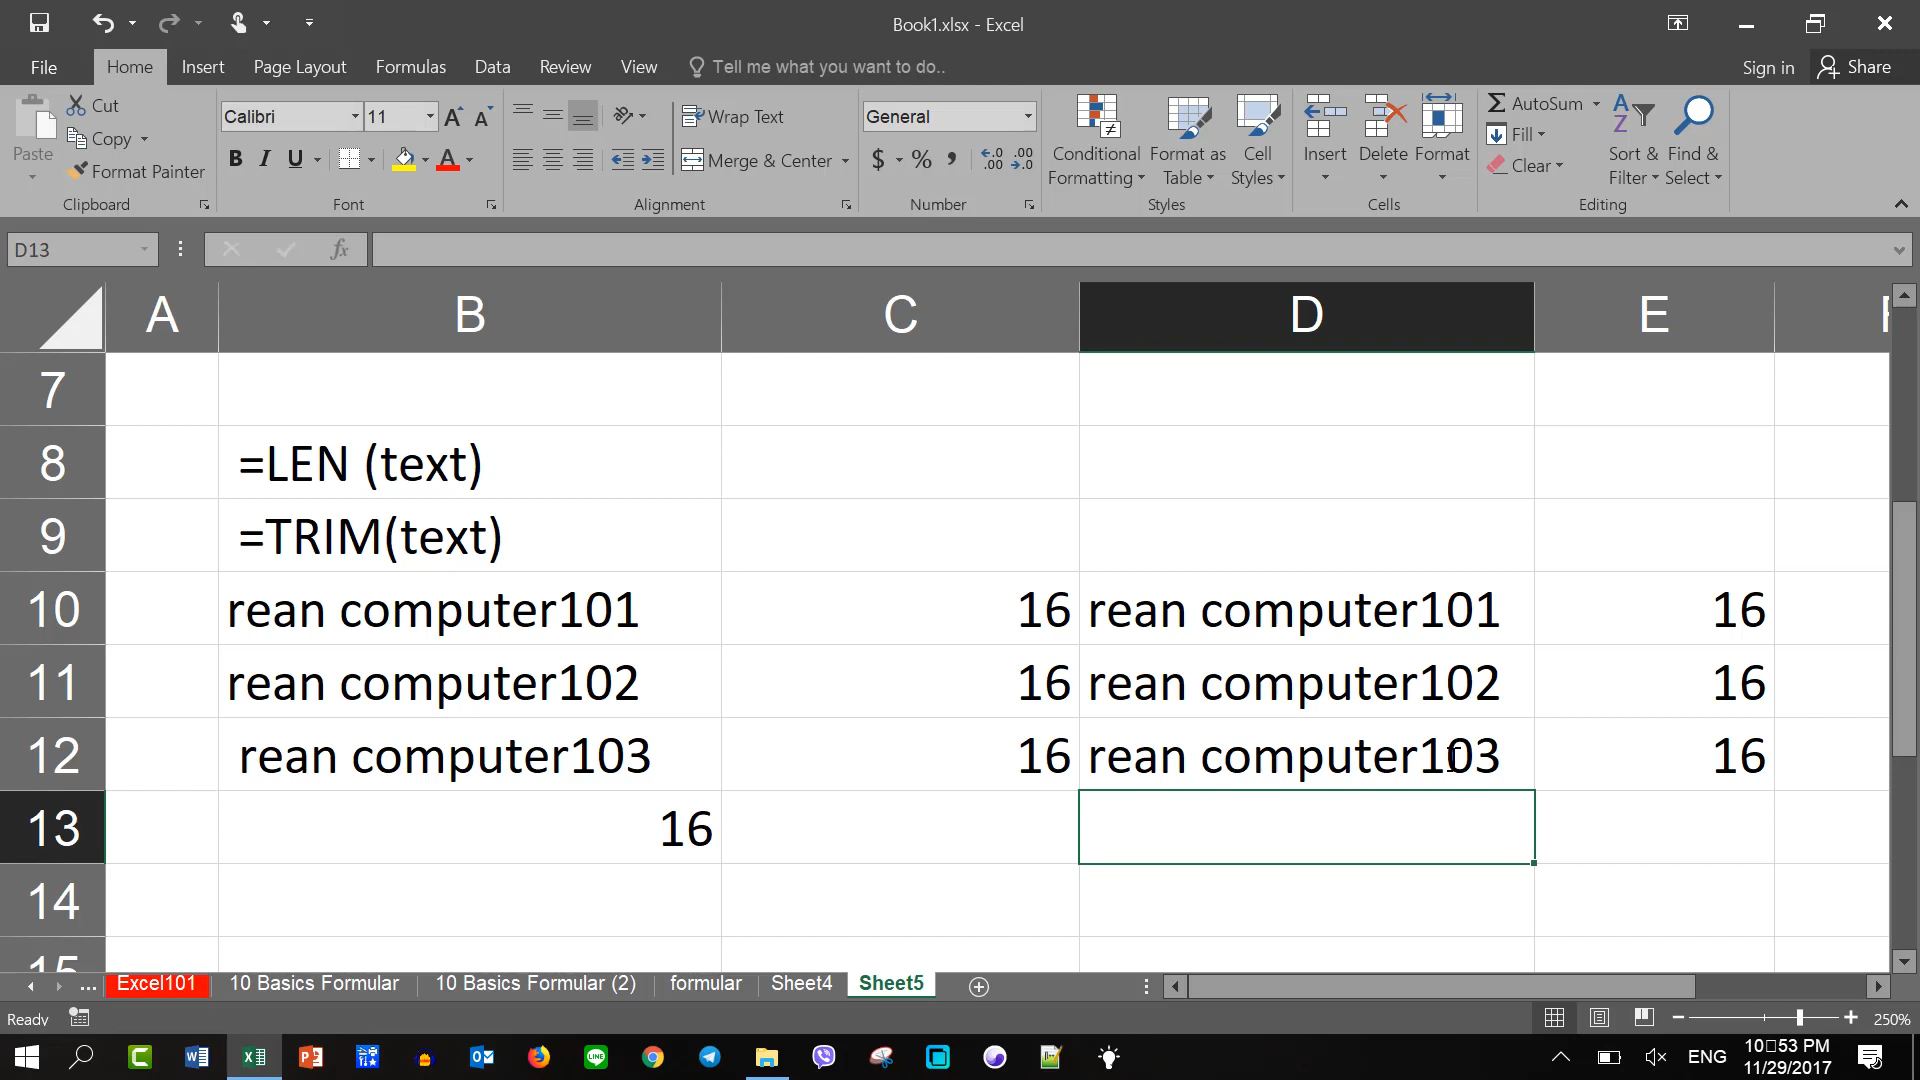 Book1.xlsx - Excel
File Home Insert Page Layout Formulas Data Review View Tell me what you want to do.. Sign in Share
Paste
Cut
Copy
Format Painter
Clipboard
Calibri 11
B I U
Font
Wrap Text
Merge & Center
Alignment
General
$ % ,
Number
Conditional Formatting
Format as Table
Cell Styles
Styles
Insert Delete Format
Cells
AutoSum
Fill
Clear
Sort & Filter
Find & Select
Editing
D13 fx
A B C D E
7
8 =LEN (text)
9 =TRIM(text)
10 rean computer101 16 rean computer101 16
11 rean computer102 16 rean computer102 16
12 rean computer103 16 rean computer103 16
13 16
14
15
... Excel101 10 Basics Formular 10 Basics Formular (2) formular Sheet4 Sheet5
Ready 250%
ENG 10:53 PM
11/29/2017